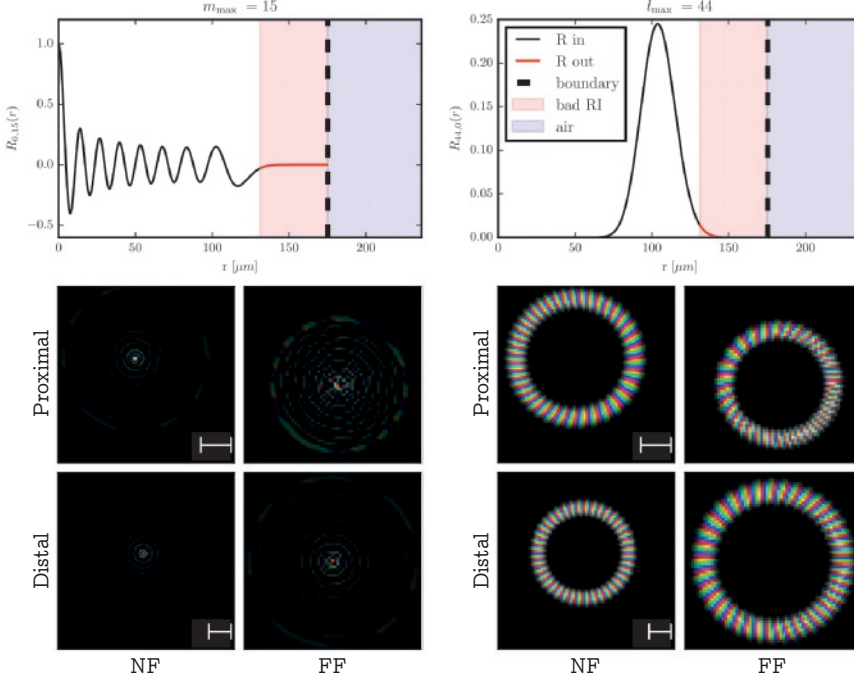 m_max = 15
1.0
0.5
0.0
−0.5
R_{0,15}(r)
0
50
100
150
200
r [μm]
l_max = 44
0.25
0.20
0.15
0.10
0.05
0.00
R_{44,0}(r)
R in
R out
boundary
bad RI
air
0
50
100
150
200
r [μm]
Proximal
Distal
NF
FF
Proximal
Distal
NF
FF